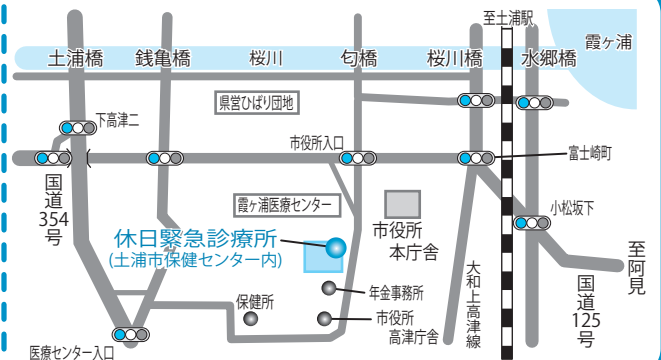 至土浦駅
霞ヶ浦
土浦橋
銭亀橋
桜川
匂橋
桜川橋
水郷橋
県営ひばり団地
下高津二
市役所入口
富士崎町
国道354号
霞ヶ浦医療センター
市役所
本庁舎
小松坂下
休日緊急診療所
(土浦市保健センター内)
至阿見
大和上高津線
国道125号
年金事務所
保健所
市役所
高津庁舎
医療センター入口